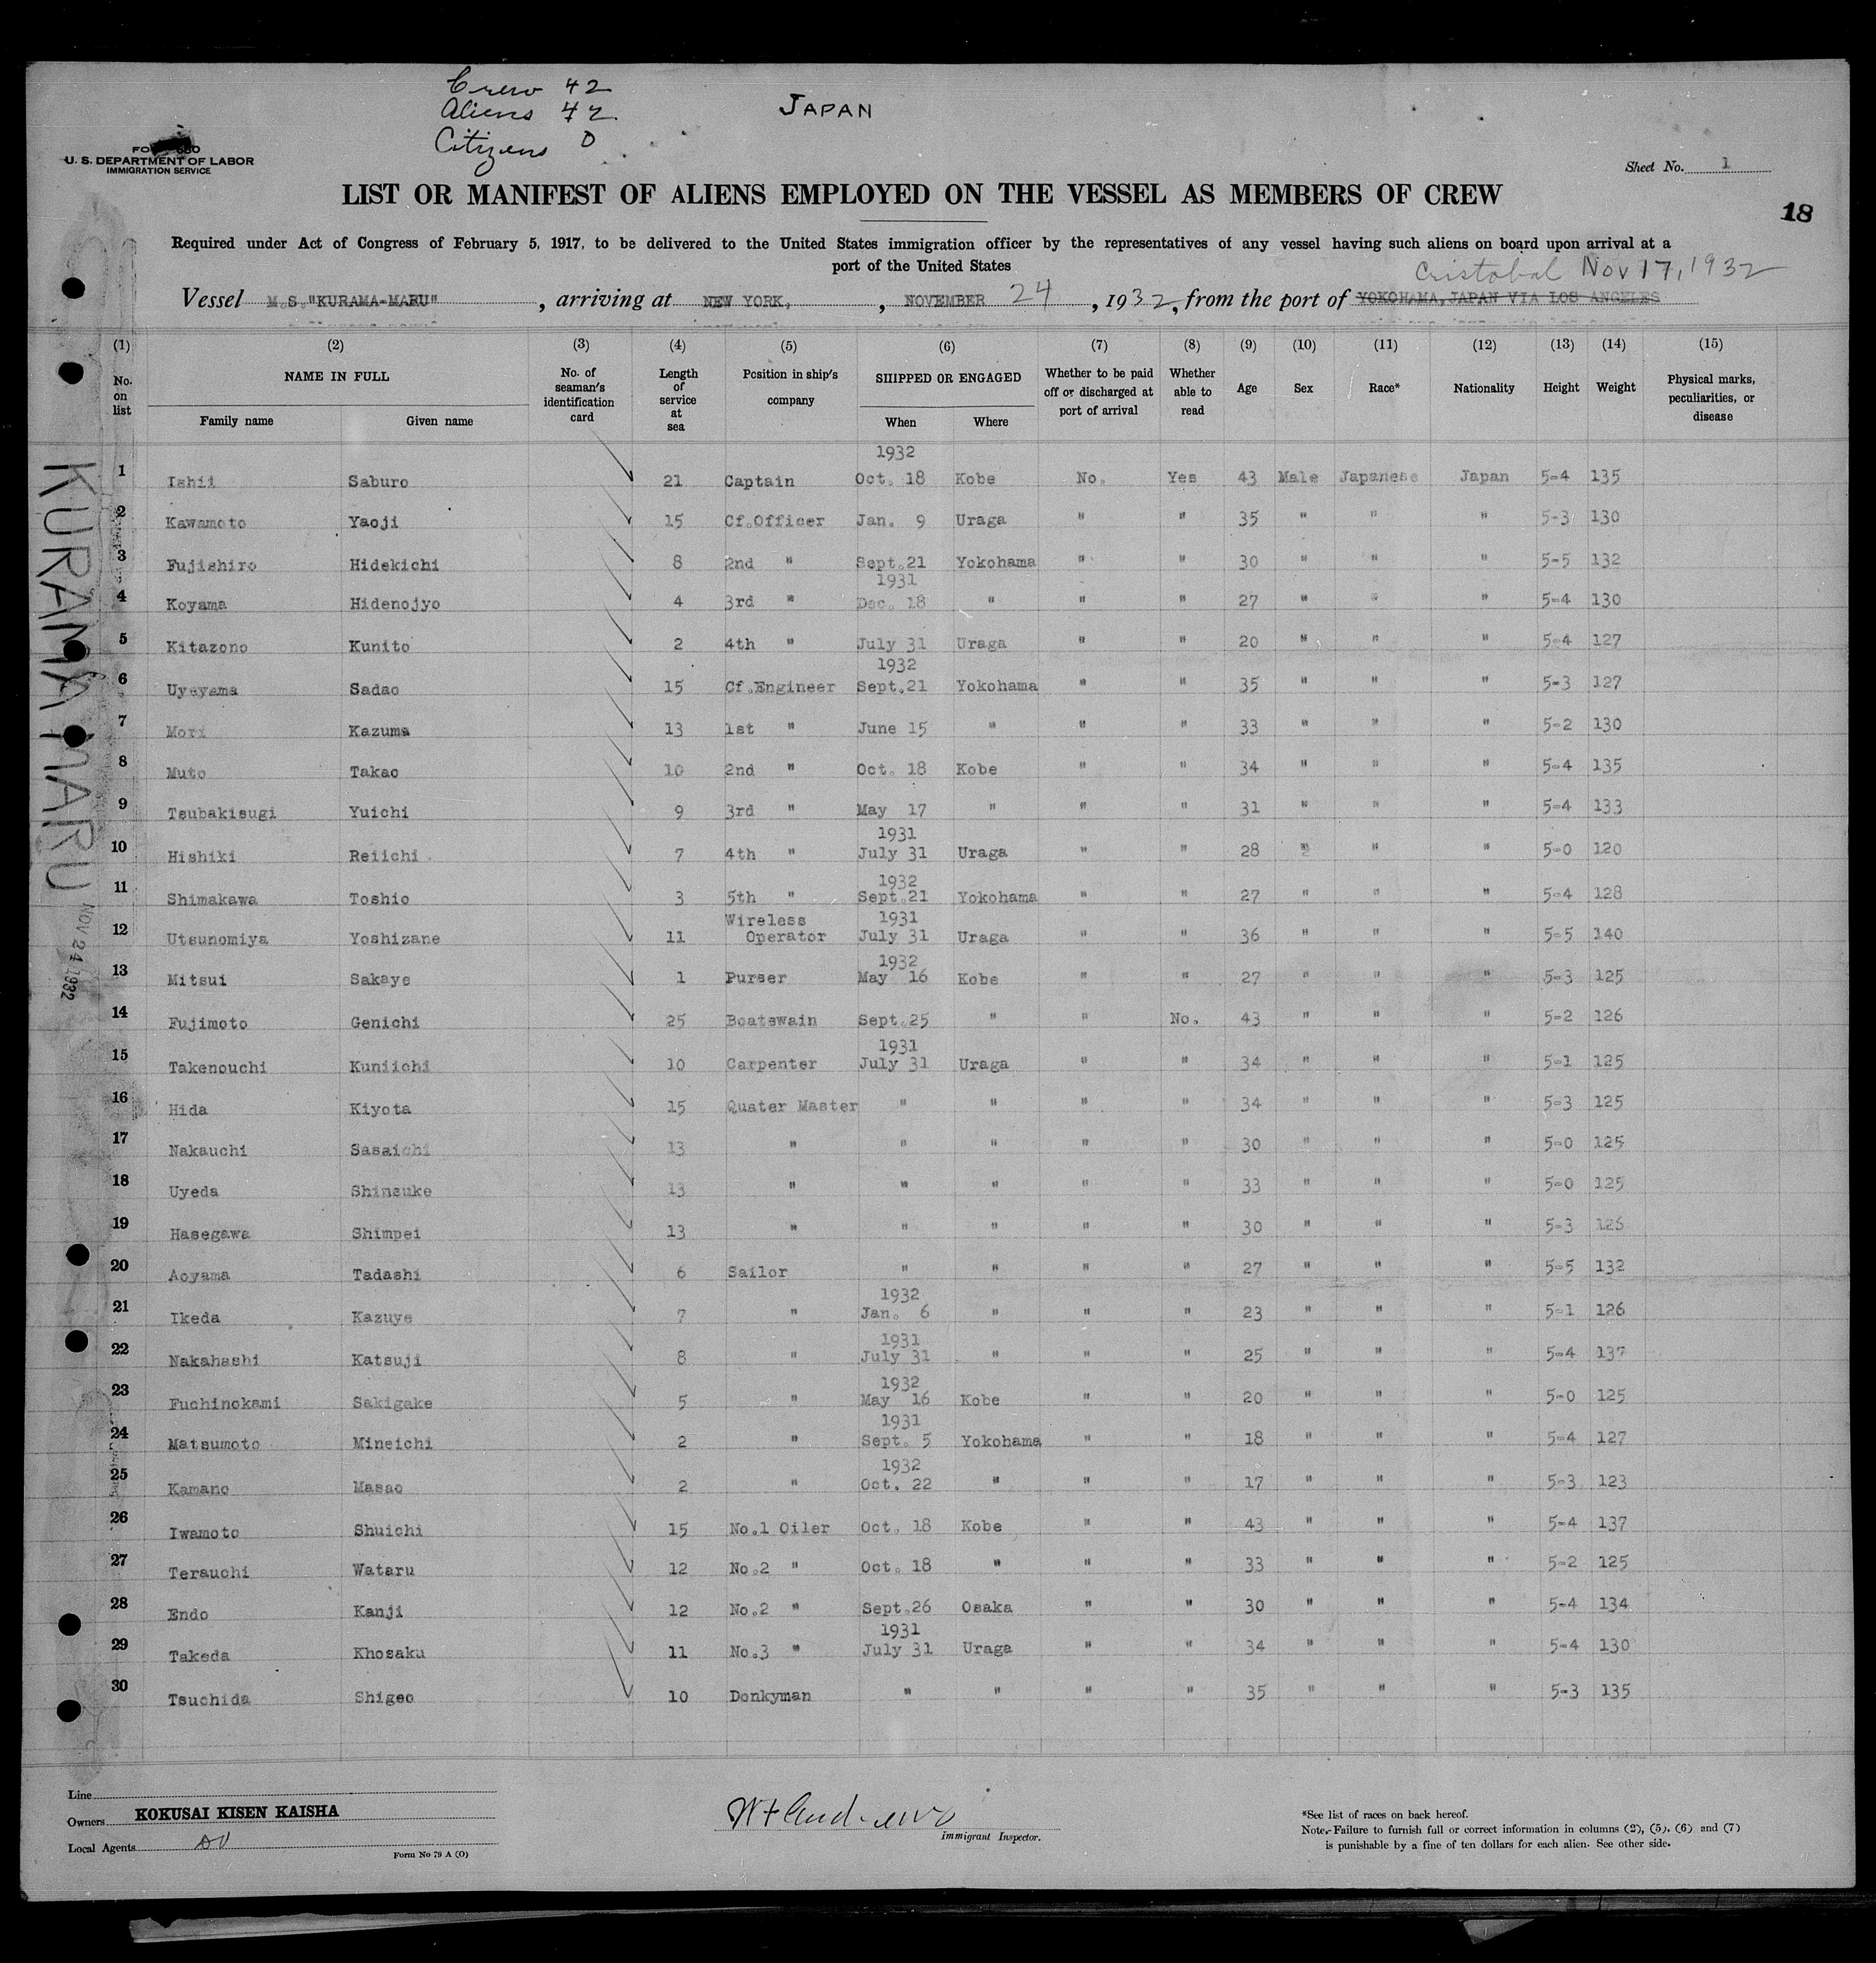 Crew 42
Aliens 42
Citizens 0
JAPAN
U. S. DEPARTMENT OF LABOR
IMMIGRATION SERVICE
Sheet No. 1
LIST OR MANIFEST OF ALIENS EMPLOYED ON THE VESSEL AS MEMBERS OF CREW
18
Required under Act of Congress of February 5, 1917, to be delivered to the United States immigration officer by the representatives of any vessel having such aliens on board upon arrival at a
port of the United States
Cristobal Nov 17, 1932
Vessel M.S. "KURAMA-MARU", arriving at NEW YORK, , NOVEMBER 24, 1932, from the port of YOKOHAMA, JAPAN VIA LOS ANGELES
(1) (2) (3) (4) (5) (6) (7) (8) (9) (10) (11) (12) (13) (14) (15)
No. on list NAME IN FULL Family name Given name No. of seaman's identification card Length of service at sea Position in ship's company SHIPPED OR ENGAGED When Where Whether to be paid off or discharged at port of arrival Whether able to read Age Sex Race* Nationality Height Weight Physical marks, peculiarities, or disease
1932
1 Ishii Saburo 21 Captain Oct. 18 Kobe No. Yes 43 Male Japanese Japan 5-4 135
2 Kawamoto Yaoji 15 Cf.Officer Jan. 9 Uraga " " 35 " " " 5-3 130
3 Fujishiro Hidekichi 8 2nd " Sept.21 Yokohama " " 30 " " " 5-5 132
1931
4 Koyama Hidenojyo 4 3rd " Dec. 18 " " " 27 " " " 5-4 130
5 Kitazono Kunito 2 4th " July 31 Uraga " " 20 " " " 5-4 127
1932
6 Uyeyama Sadao 15 Cf.Engineer Sept.21 Yokohama " " 35 " " " 5-3 127
7 Mori Kazuma 13 1st " June 15 " " " 33 " " " 5-2 130
8 Muto Takao 10 2nd " Oct. 18 Kobe " " 34 " " " 5-4 135
9 Tsubakisugi Yuichi 9 3rd " May 17 " " " 31 " " " 5-4 133
1931
10 Hishiki Reiichi 7 4th " July 31 Uraga " " 28 " " " 5-0 120
1932
11 Shimakawa Toshio 3 5th " Sept.21 Yokohama " " 27 " " " 5-4 128
Wireless 1931
12 Utsunomiya Yoshizane 11 Operator July 31 Uraga " " 36 " " " 5-5 140
1932
13 Mitsui Sakaye 1 Purser May 16 Kobe " " 27 " " " 5-3 125
14 Fujimoto Genichi 25 Boatswain Sept.25 " " No. 43 " " " 5-2 126
1931
15 Takenouchi Kuniichi 10 Carpenter July 31 Uraga " " 34 " " " 5-1 125
16 Hida Kiyota 15 Quater Master " " " " 34 " " " 5-3 125
17 Nakauchi Sasaichi 13 " " " " " 30 " " " 5-0 125
18 Uyeda Shinsuke 13 " " " " " 33 " " " 5-0 125
19 Hasegawa Shimpei 13 " " " " " 30 " " " 5-3 126
20 Aoyama Tadashi 6 Sailor " " " " 27 " " " 5-5 132
1932
21 Ikeda Kazuye 7 " Jan. 6 " " " 23 " " " 5-1 126
1931
22 Nakahashi Katsuji 8 " July 31 " " " 25 " " " 5-4 137
1932
23 Fuchinokami Sakigake 5 " May 16 Kobe " " 20 " " " 5-0 125
1931
24 Matsumoto Mineichi 2 " Sept. 5 Yokohama " " 18 " " " 5-4 127
1932
25 Kamano Masao 2 " Oct. 22 " " " 17 " " " 5-3 123
26 Iwamoto Shuichi 15 No.1 Oiler Oct. 18 Kobe " " 43 " " " 5-4 137
27 Terauchi Wataru 12 No.2 " Oct. 18 " " " 33 " " " 5-2 125
28 Endo Kanji 12 No.2 " Sept.26 Osaka " " 30 " " " 5-4 134
1931
29 Takeda Khosaku 11 No.3 " July 31 Uraga " " 34 " " " 5-4 130
30 Tsuchida Shigeo 10 Donkyman " " " " 35 " " " 5-3 135
KURAMA MARU
NOV 24 1932
Line
Owners KOKUSAI KISEN KAISHA
Local Agents do
Form No 79 A (O)
W F Andrews
Immigrant Inspector.
*See list of races on back hereof.
Note.-Failure to furnish full or correct information in columns (2), (5), (6) and (7)
is punishable by a fine of ten dollars for each alien. See other side.